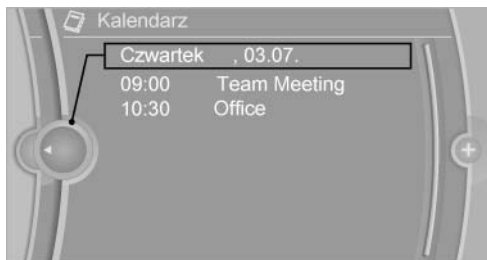 Kalendarz
Czwartek , 03.07.
09:00 Team Meeting
10:30 Office